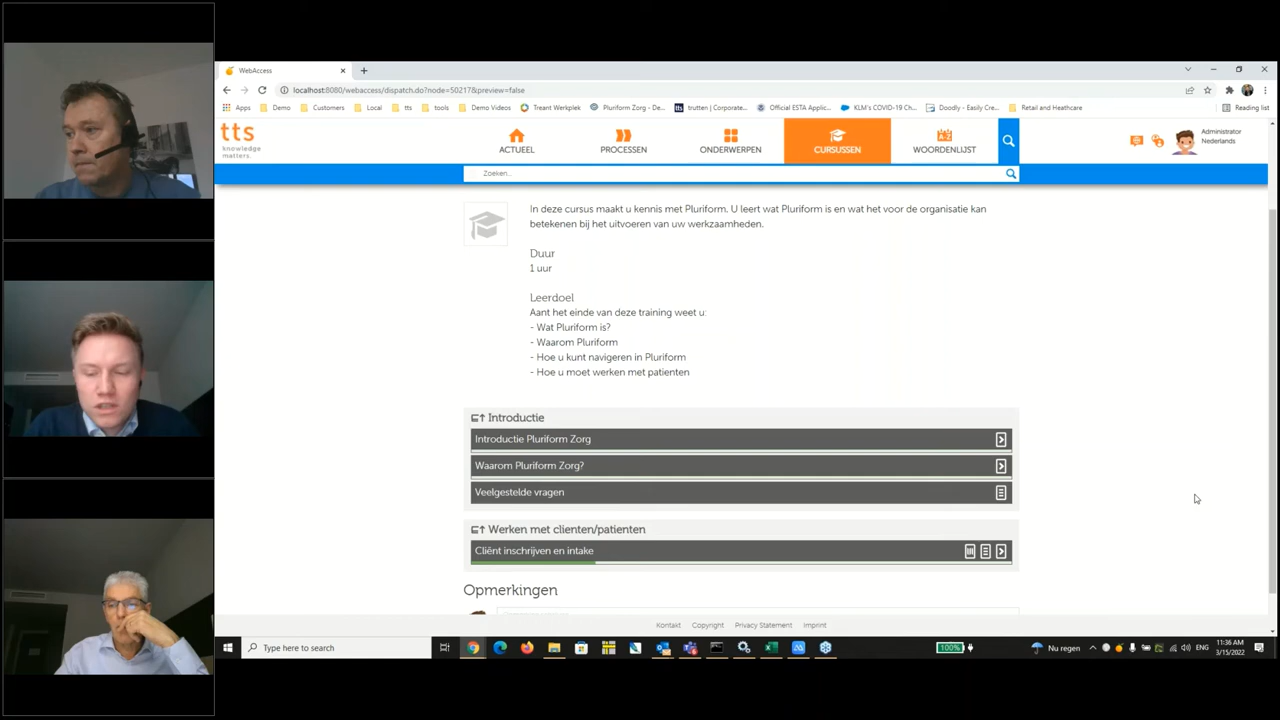 WebAccess
localhost:8080/webaccess/dispatch.do?node=50217&preview=false
Apps
Demo
Customers
Local
tts
tools
Demo Videos
Treant Werkplek
Pluriform Zorg - De...
trutten | Corporate...
Official ESTA Applic...
KLM's COVID-19 Ch...
Doodly - Easily Cre...
Retail and Healthcare
Reading list
tts
knowledge
matters.
ACTUEEL
PROCESSEN
ONDERWERPEN
CURSUSSEN
WOORDENLIJST
Administrator
Nederlands
Zoeken...
In deze cursus maakt u kennis met Pluriform. U leert wat Pluriform is en wat het voor de organisatie kan
betekenen bij het uitvoeren van uw werkzaamheden.
Duur
1 uur
Leerdoel
Aant het einde van deze training weet u:
- Wat Pluriform is?
- Waarom Pluriform
- Hoe u kunt navigeren in Pluriform
- Hoe u moet werken met patienten
Introductie
Introductie Pluriform Zorg
Waarom Pluriform Zorg?
Veelgestelde vragen
Werken met clienten/patienten
Cliënt inschrijven en intake
Opmerkingen
Kontakt
Copyright
Privacy Statement
Imprint
Type here to search
100%
Nu regen
ENG
11:36 AM
3/15/2022